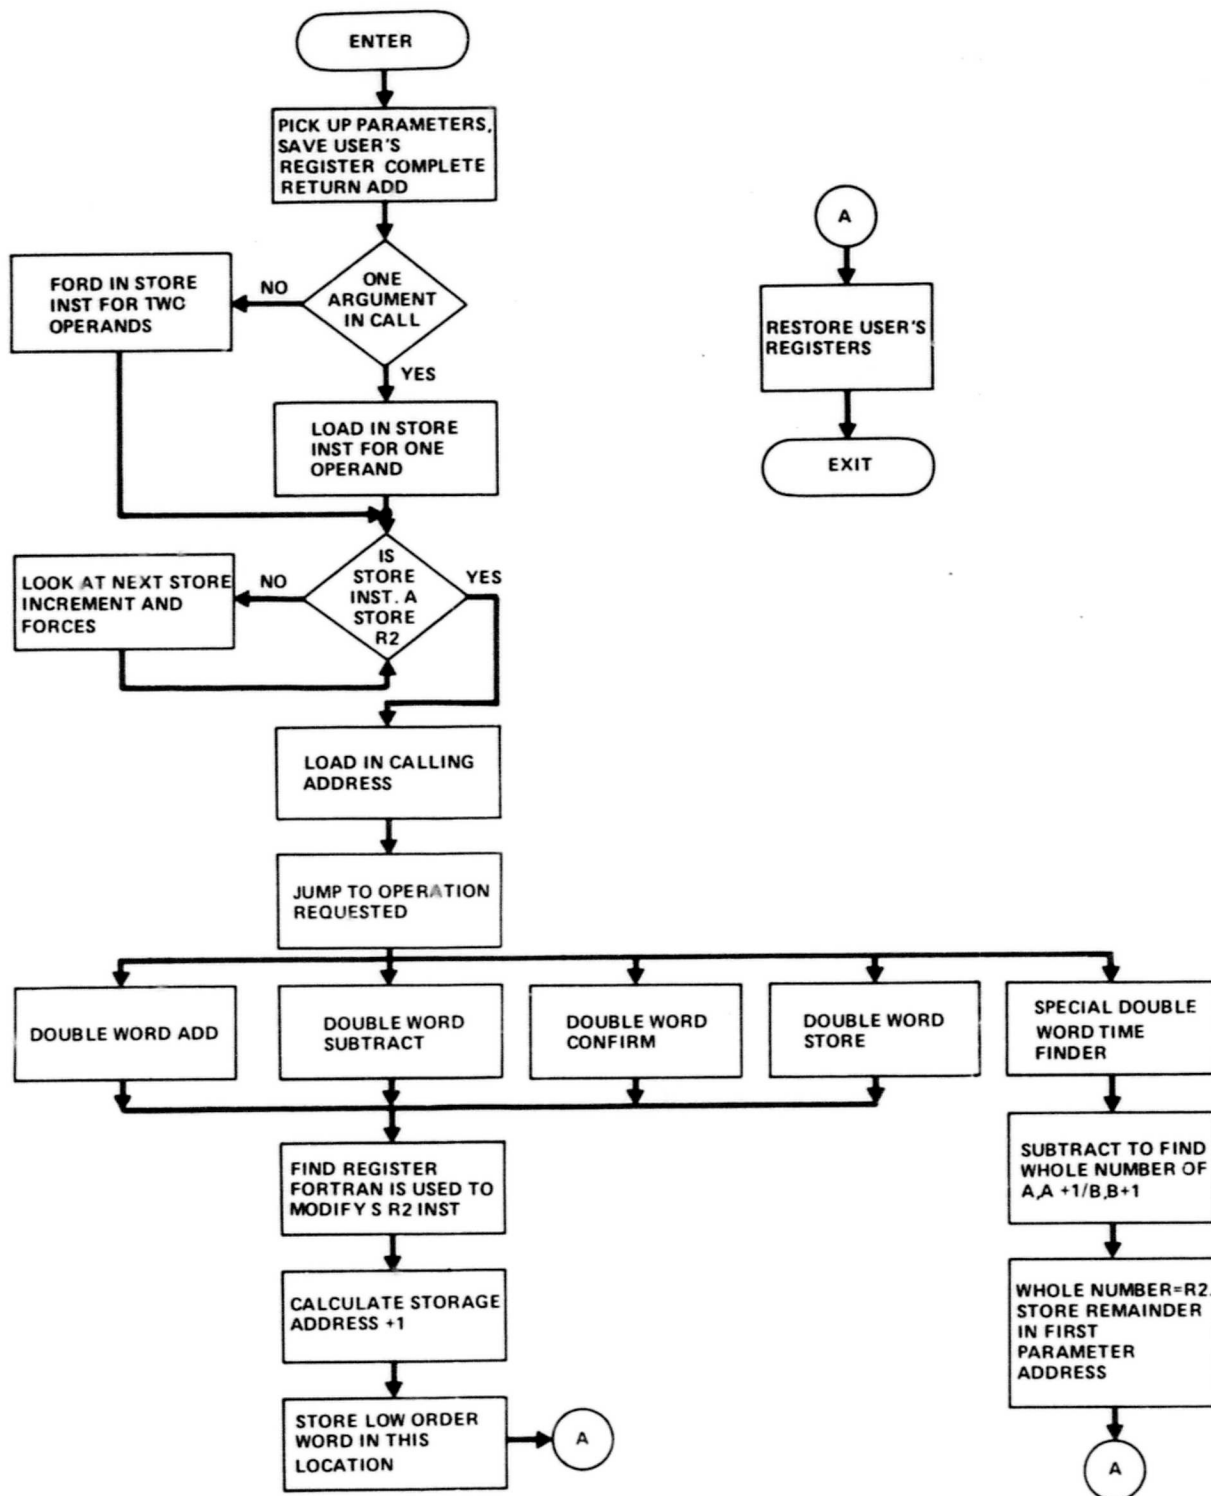 ENTER
PICK UP PARAMETERS,
SAVE USER'S
REGISTER COMPLETE
RETURN ADD
A
RESTORE USER'S
REGISTERS
EXIT
ONE
ARGUMENT
IN CALL
NO
FORD IN STORE
INST FOR TWO
OPERANDS
YES
LOAD IN STORE
INST FOR ONE
OPERAND
IS
STORE
INST. A
STORE
R2
NO
YES
LOOK AT NEXT STORE
INCREMENT AND
FORCES
LOAD IN CALLING
ADDRESS
JUMP TO OPERATION
REQUESTED
DOUBLE WORD ADD
DOUBLE WORD
SUBTRACT
DOUBLE WORD
CONFIRM
DOUBLE WORD
STORE
SPECIAL DOUBLE
WORD TIME
FINDER
FIND REGISTER
FORTRAN IS USED TO
MODIFY S R2 INST
CALCULATE STORAGE
ADDRESS +1
STORE LOW ORDER
WORD IN THIS
LOCATION
A
SUBTRACT TO FIND
WHOLE NUMBER OF
A,A +1/B,B+1
WHOLE NUMBER=R2.
STORE REMAINDER
IN FIRST
PARAMETER
ADDRESS
A